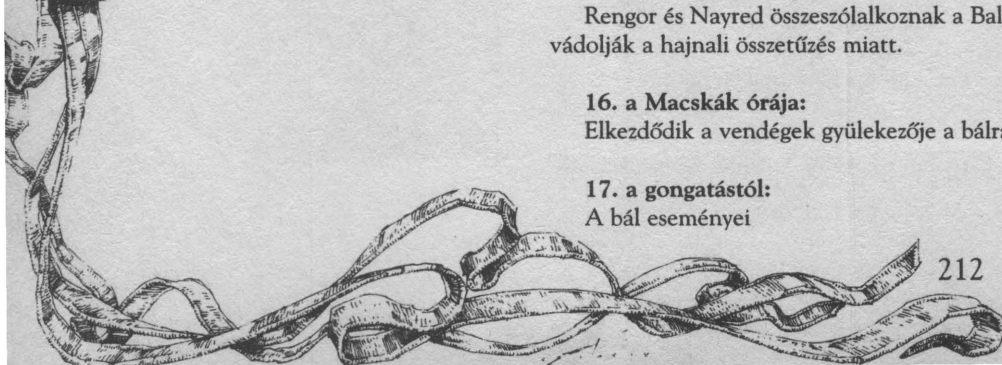 Rengor és Nayred összeszólalkoznak a Bal
vádolják a hajnali összetűzés miatt.
16. a Macskák órája:
Elkezdődik a vendégek gyülekezője a bálra
17. a gongatástól:
A bál eseményei
212